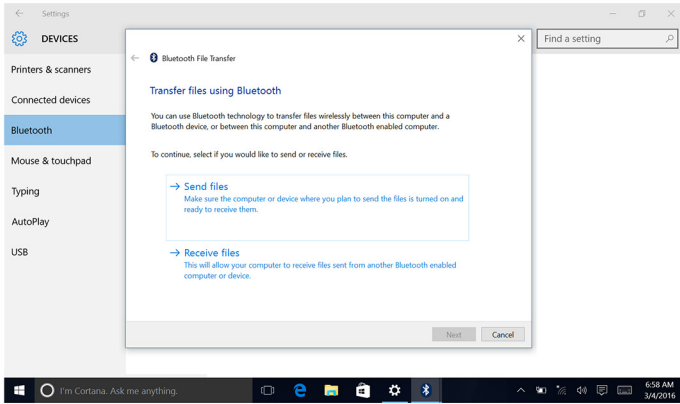 Settings
DEVICES
Find a setting
Printers & scanners
Connected devices
Bluetooth
Mouse & touchpad
Typing
AutoPlay
USB
Bluetooth File Transfer
Transfer files using Bluetooth
You can use Bluetooth technology to transfer files wirelessly between this computer and a
Bluetooth device, or between this computer and another Bluetooth enabled computer.
To continue, select if you would like to send or receive files.
Send files
Make sure the computer or device where you plan to send the files is turned on and
ready to receive them.
Receive files
This will allow your computer to receive files sent from another Bluetooth enabled
computer or device.
Next
Cancel
I'm Cortana. Ask me anything.
6:58 AM
3/4/2016